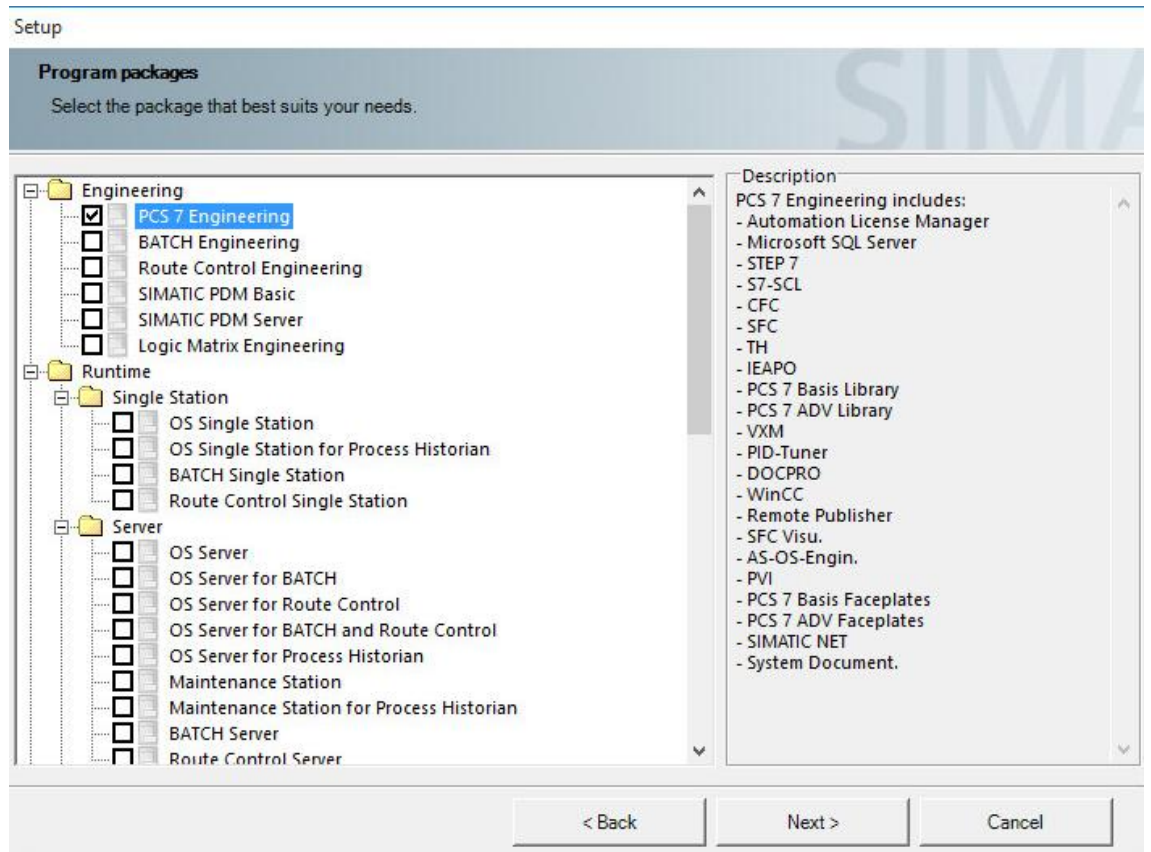 Setup
Program packages
Select the package that best suits your needs.
SIMA
Engineering
PCS 7 Engineering
BATCH Engineering
Route Control Engineering
SIMATIC PDM Basic
SIMATIC PDM Server
Logic Matrix Engineering
Runtime
Single Station
OS Single Station
OS Single Station for Process Historian
BATCH Single Station
Route Control Single Station
Server
OS Server
OS Server for BATCH
OS Server for Route Control
OS Server for BATCH and Route Control
OS Server for Process Historian
Maintenance Station
Maintenance Station for Process Historian
BATCH Server
Route Control Server
Description
PCS 7 Engineering includes:
- Automation License Manager
- Microsoft SQL Server
- STEP 7
- S7-SCL
- CFC
- SFC
- TH
- IEAPO
- PCS 7 Basis Library
- PCS 7 ADV Library
- VXM
- PID-Tuner
- DOCPRO
- WinCC
- Remote Publisher
- SFC Visu.
- AS-OS-Engin.
- PVI
- PCS 7 Basis Faceplates
- PCS 7 ADV Faceplates
- SIMATIC NET
- System Document.
< Back
Next >
Cancel